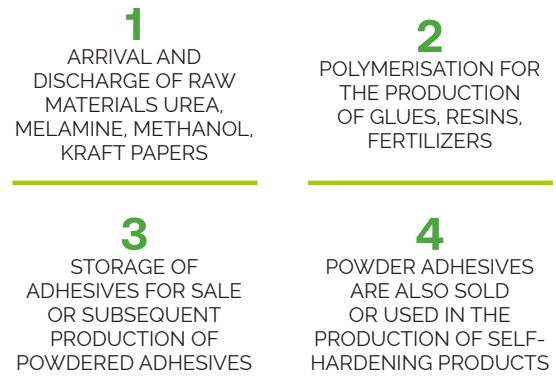 1
ARRIVAL AND
DISCHARGE OF RAW
MATERIALS UREA,
MELAMINE, METHANOL,
KRAFT PAPERS
2
POLYMERISATION FOR
THE PRODUCTION
OF GLUES, RESINS,
FERTILIZERS
3
STORAGE OF
ADHESIVES FOR SALE
OR SUBSEQUENT
PRODUCTION OF
POWDERED ADHESIVES
4
POWDER ADHESIVES
ARE ALSO SOLD
OR USED IN THE
PRODUCTION OF SELF-
HARDENING PRODUCTS